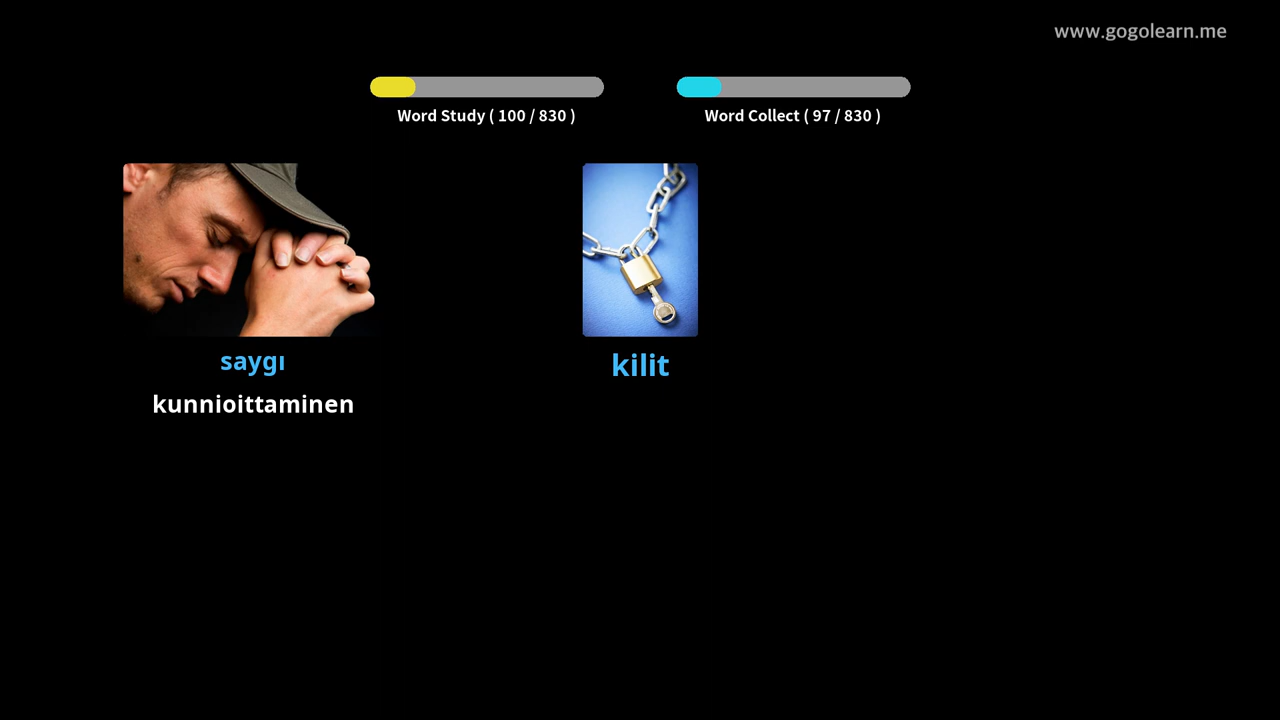 www.gogolearn.me
Word Study ( 100 / 830 )
Word Collect ( 97 / 830 )
saygı
kilit
kunnioittaminen